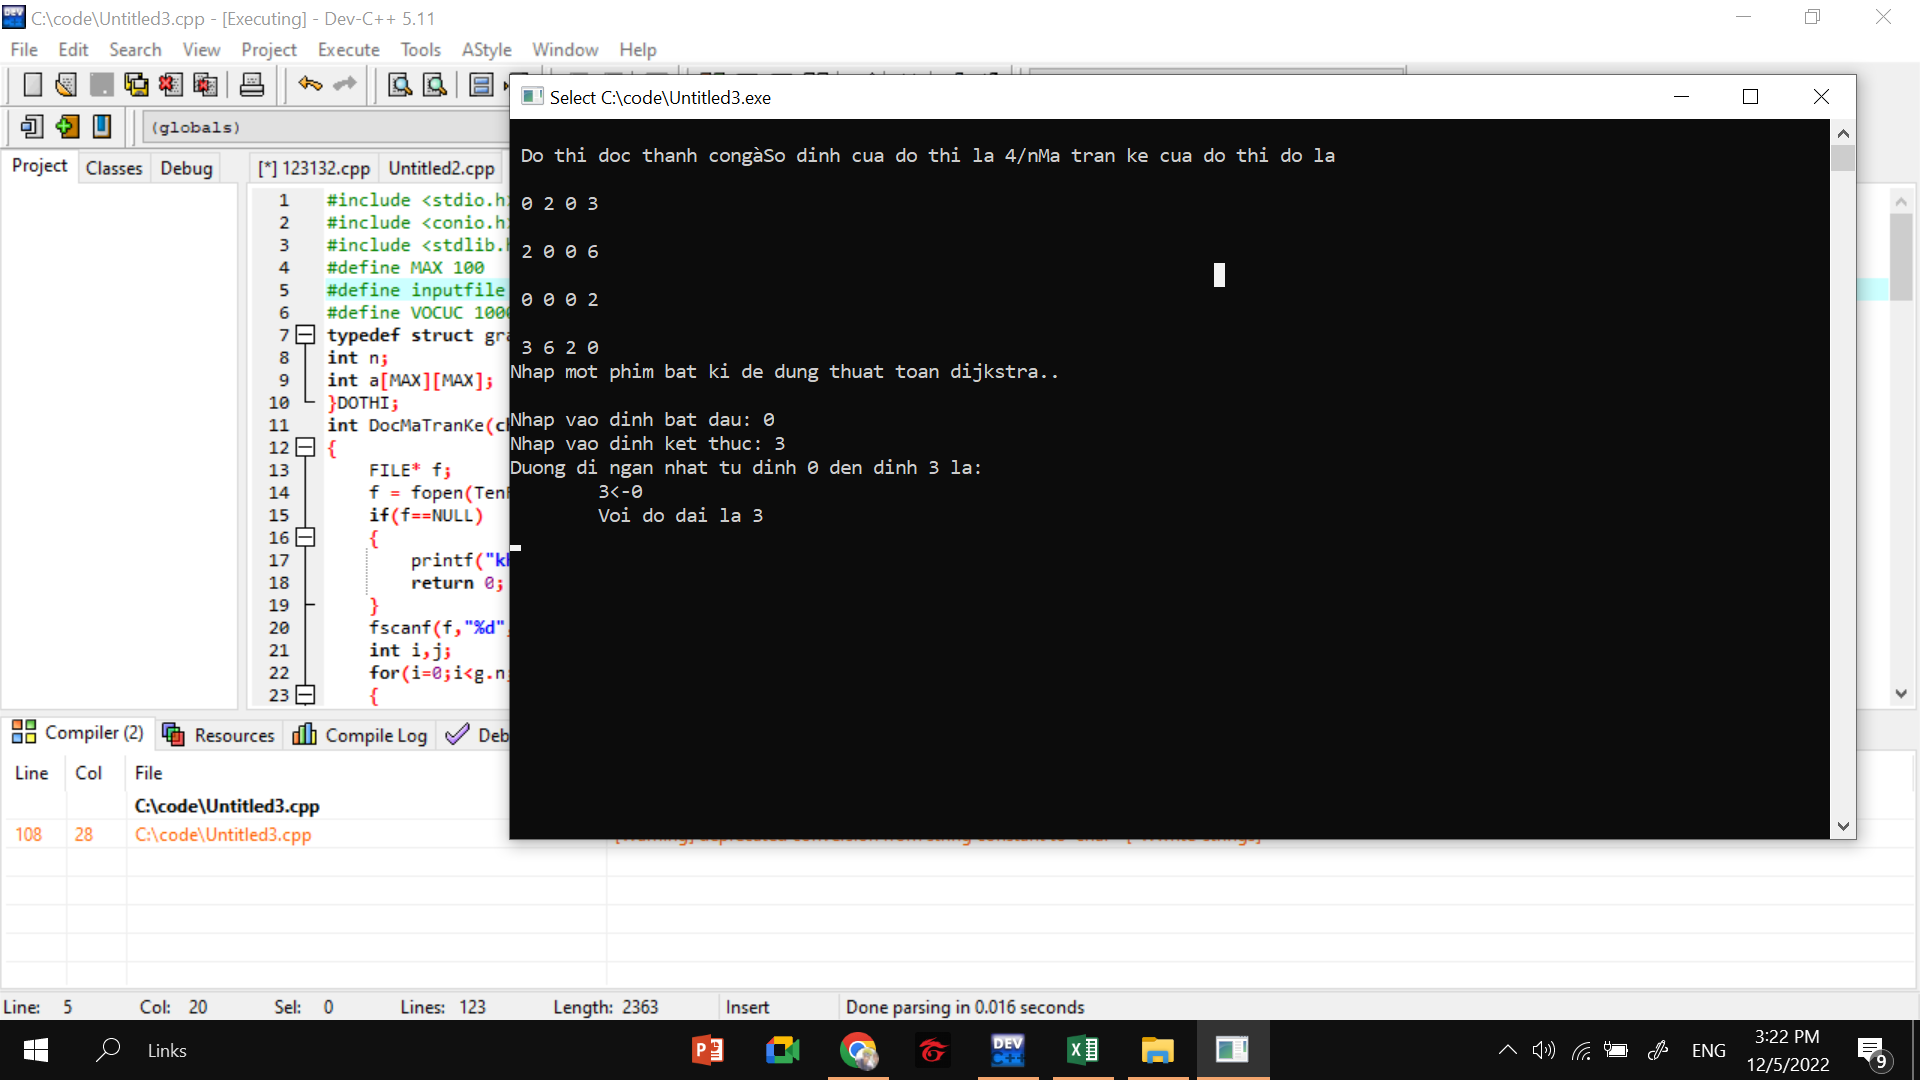 C:\code\Untitled3.cpp - [Executing] - Dev-C++ 5.11
File Edit Search View Project Execute Tools AStyle Window Help
(globals)
Project Classes Debug
[*] 123132.cpp Untitled2.cpp
1 #include <stdio.h>
2 #include <conio.h>
3 #include <stdlib.h
4 #define MAX 100
5 #define inputfile
6 #define VOCUC 1000
7 typedef struct gra
8 int n;
9 int a[MAX][MAX];
10 }DOTHI;
11 int DocMaTranKe(ch
12 {
13 FILE* f;
14 f = fopen(Ten
15 if(f==NULL)
16 {
17 printf("kh
18 return 0;
19 }
20 fscanf(f,"%d",
21 int i,j;
22 for(i=0;i<g.n;
23 {
Select C:\code\Untitled3.exe
Do thi doc thanh congàSo dinh cua do thi la 4/nMa tran ke cua do thi do la
0 2 0 3
2 0 0 6
0 0 0 2
3 6 2 0
Nhap mot phim bat ki de dung thuat toan dijkstra..
Nhap vao dinh bat dau: 0
Nhap vao dinh ket thuc: 3
Duong di ngan nhat tu dinh 0 den dinh 3 la:
3<-0
Voi do dai la 3
Compiler (2) Resources Compile Log Deb
Line Col File
C:\code\Untitled3.cpp
108 28 C:\code\Untitled3.cpp
Line: 5 Col: 20 Sel: 0 Lines: 123 Length: 2363 Insert Done parsing in 0.016 seconds
Links
DEV C++
ENG
3:22 PM
12/5/2022
9